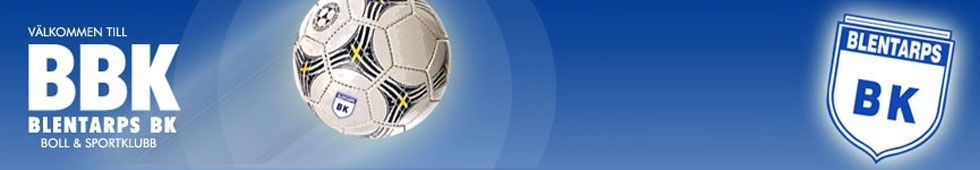 VÄLKOMMEN TILL
BBK
BLENTARPS BK
BOLL & SPORTKLUBB
BK
BLENTARPS
BK